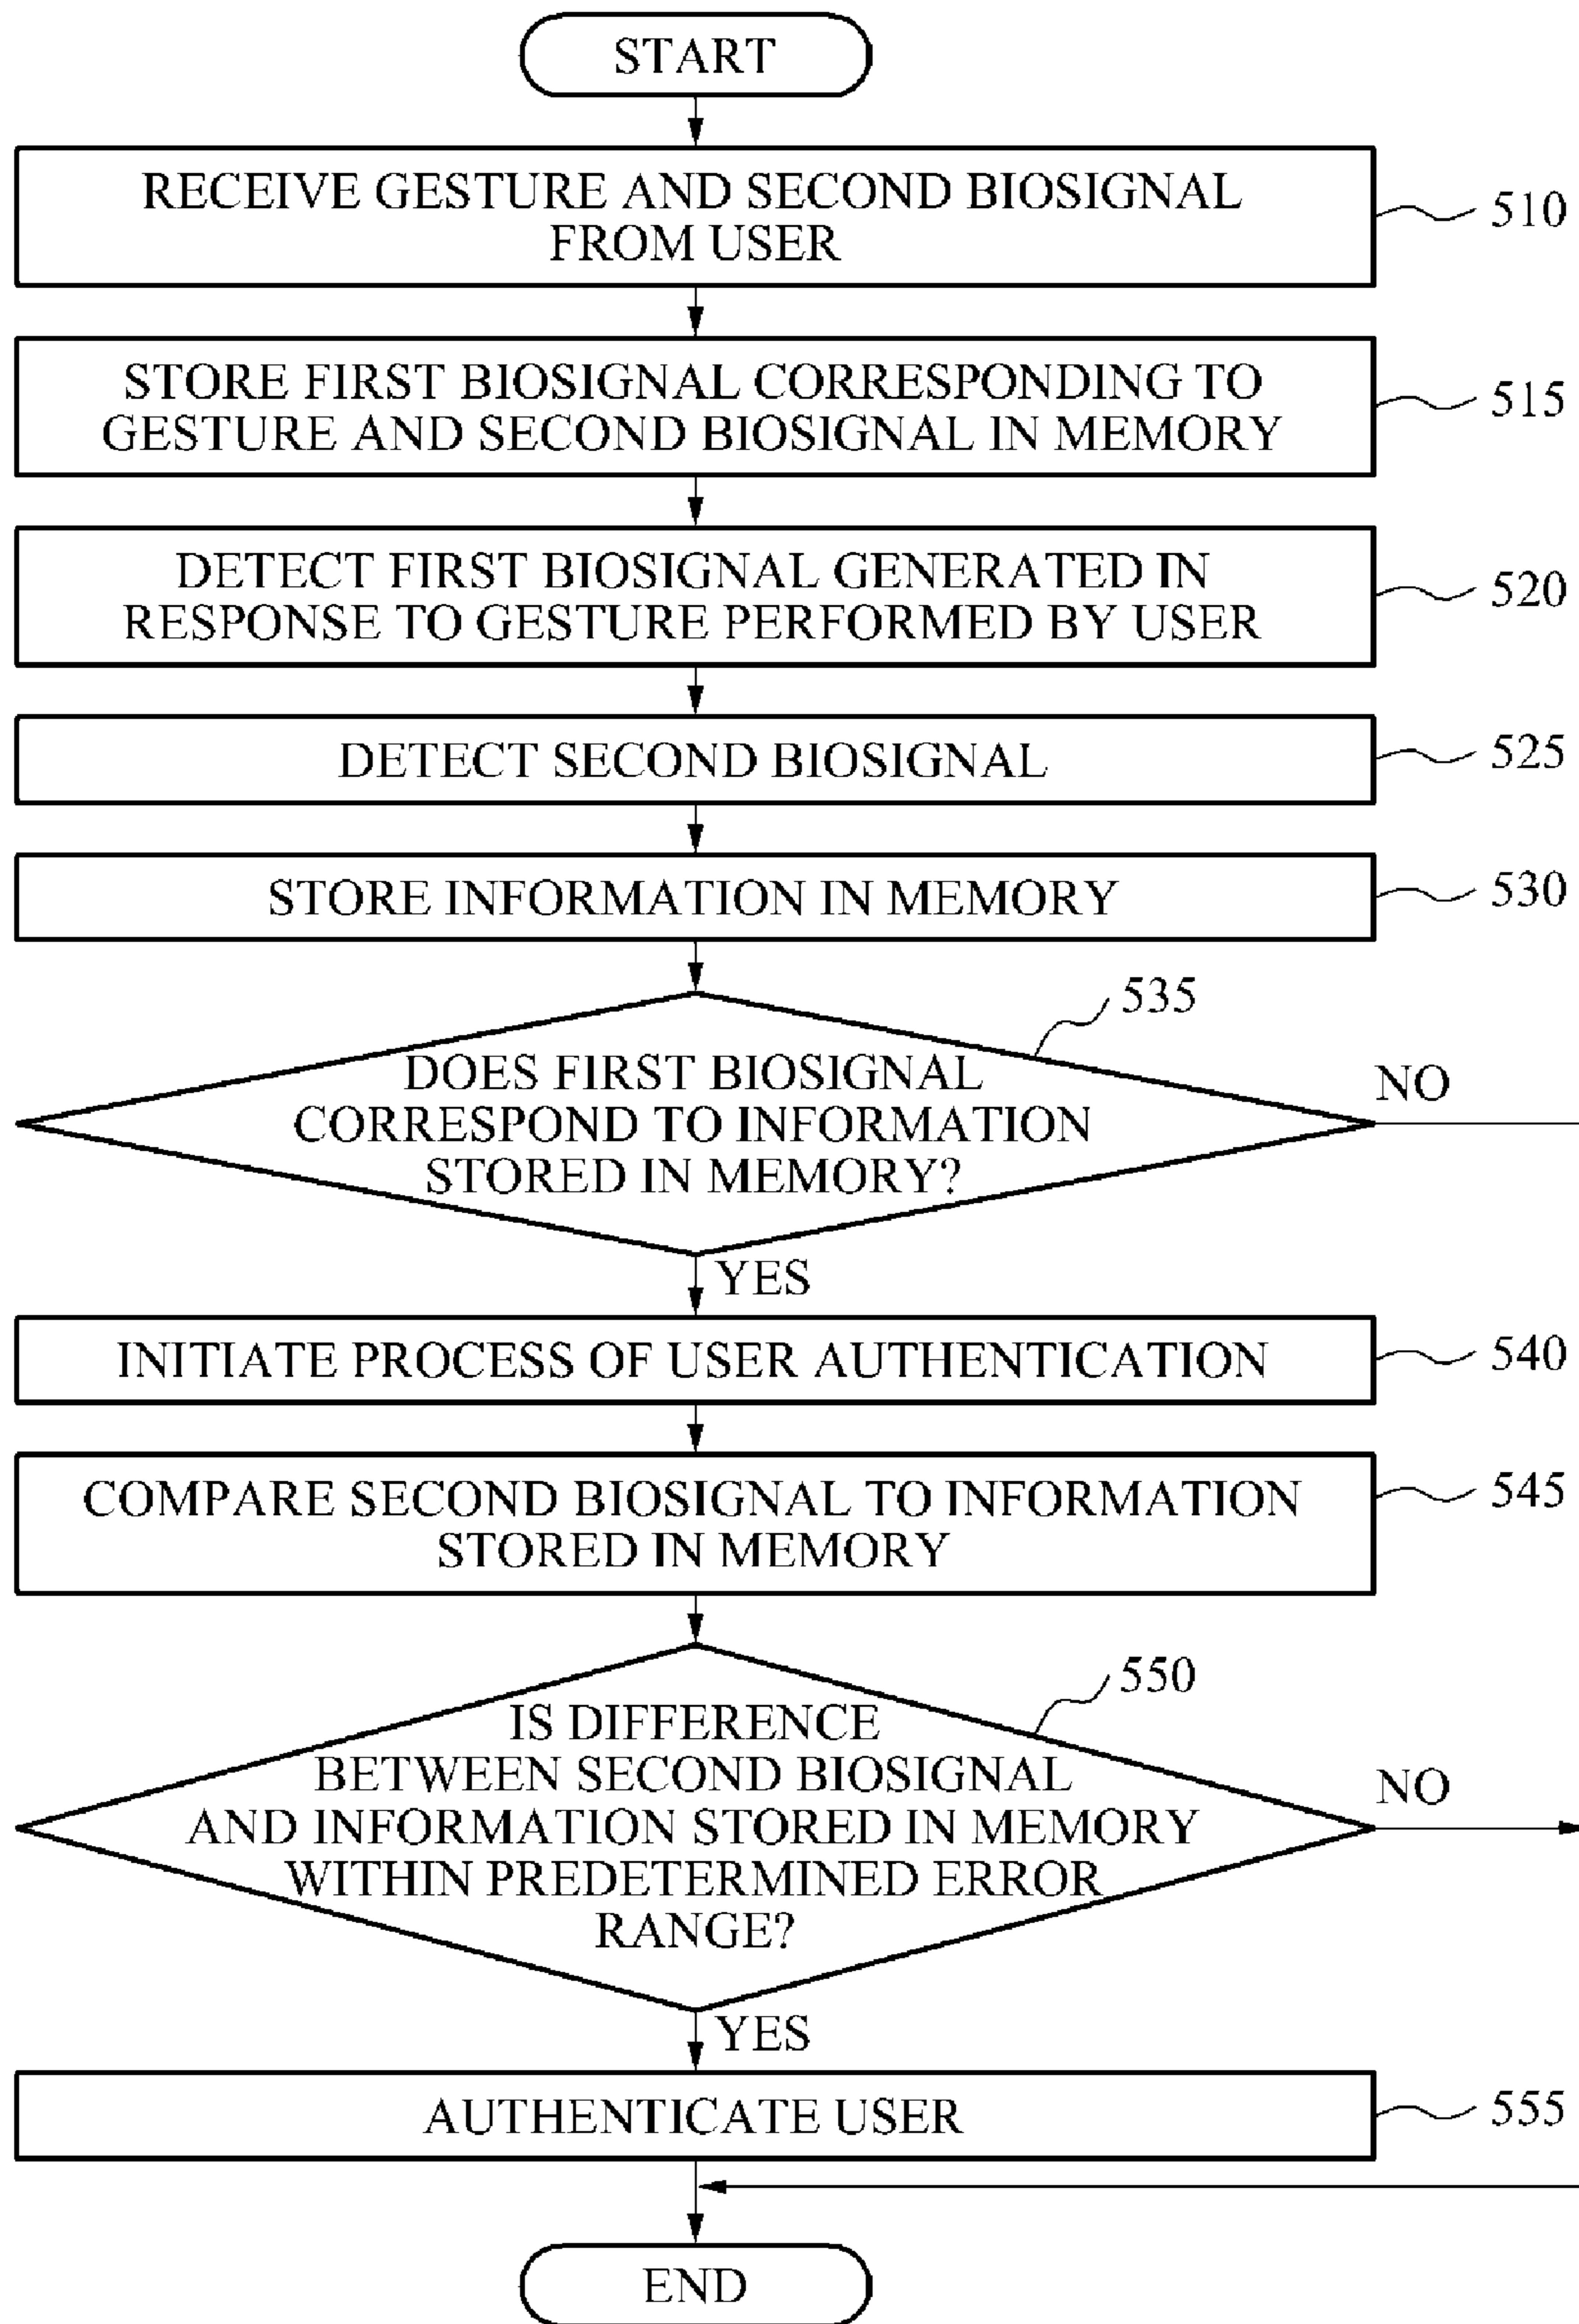 START
RECEIVE GESTURE AND SECOND BIOSIGNAL
FROM USER
510
STORE FIRST BIOSIGNAL CORRESPONDING TO
GESTURE AND SECOND BIOSIGNAL IN MEMORY
515
DETECT FIRST BIOSIGNAL GENERATED IN
RESPONSE TO GESTURE PERFORMED BY USER
520
DETECT SECOND BIOSIGNAL
525
STORE INFORMATION IN MEMORY
530
535
DOES FIRST BIOSIGNAL
CORRESPOND TO INFORMATION
STORED IN MEMORY?
NO
YES
INITIATE PROCESS OF USER AUTHENTICATION
540
COMPARE SECOND BIOSIGNAL TO INFORMATION
STORED IN MEMORY
545
550
IS DIFFERENCE
BETWEEN SECOND BIOSIGNAL
AND INFORMATION STORED IN MEMORY
WITHIN PREDETERMINED ERROR
RANGE?
NO
YES
AUTHENTICATE USER
555
END